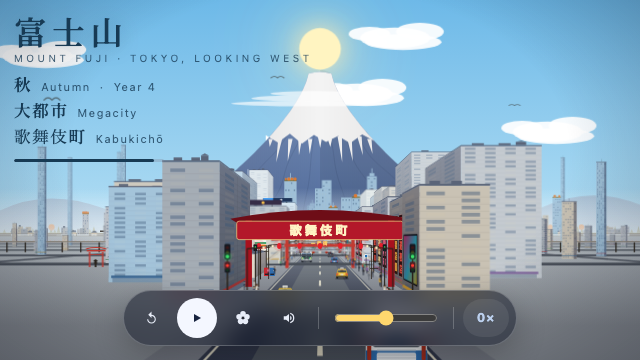 富士山
MOUNT FUJI · TOKYO, LOOKING WEST
秋 Autumn · Year 4
大都市 Megacity
歌舞伎町 Kabukichō
歌舞伎町
0×